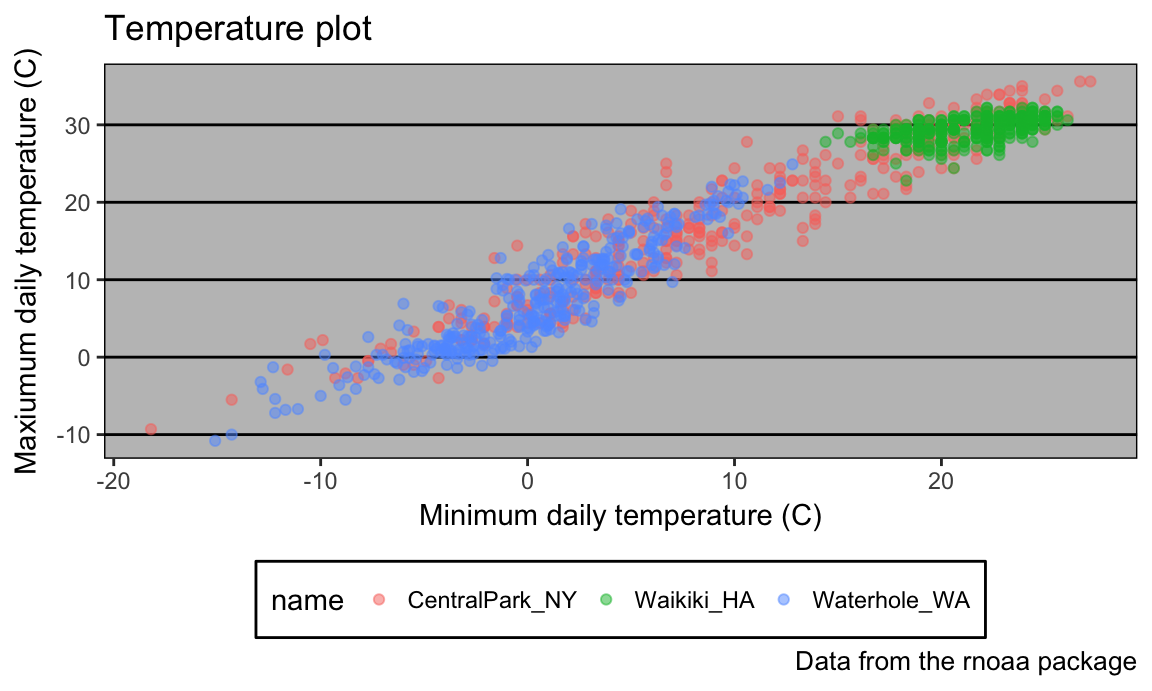 Temperature plot
Maxiumum daily temperature (C)
30
20
10
0
-10
-20 -10 0 10 20
Minimum daily temperature (C)
name CentralPark_NY Waikiki_HA Waterhole_WA
Data from the rnoaa package